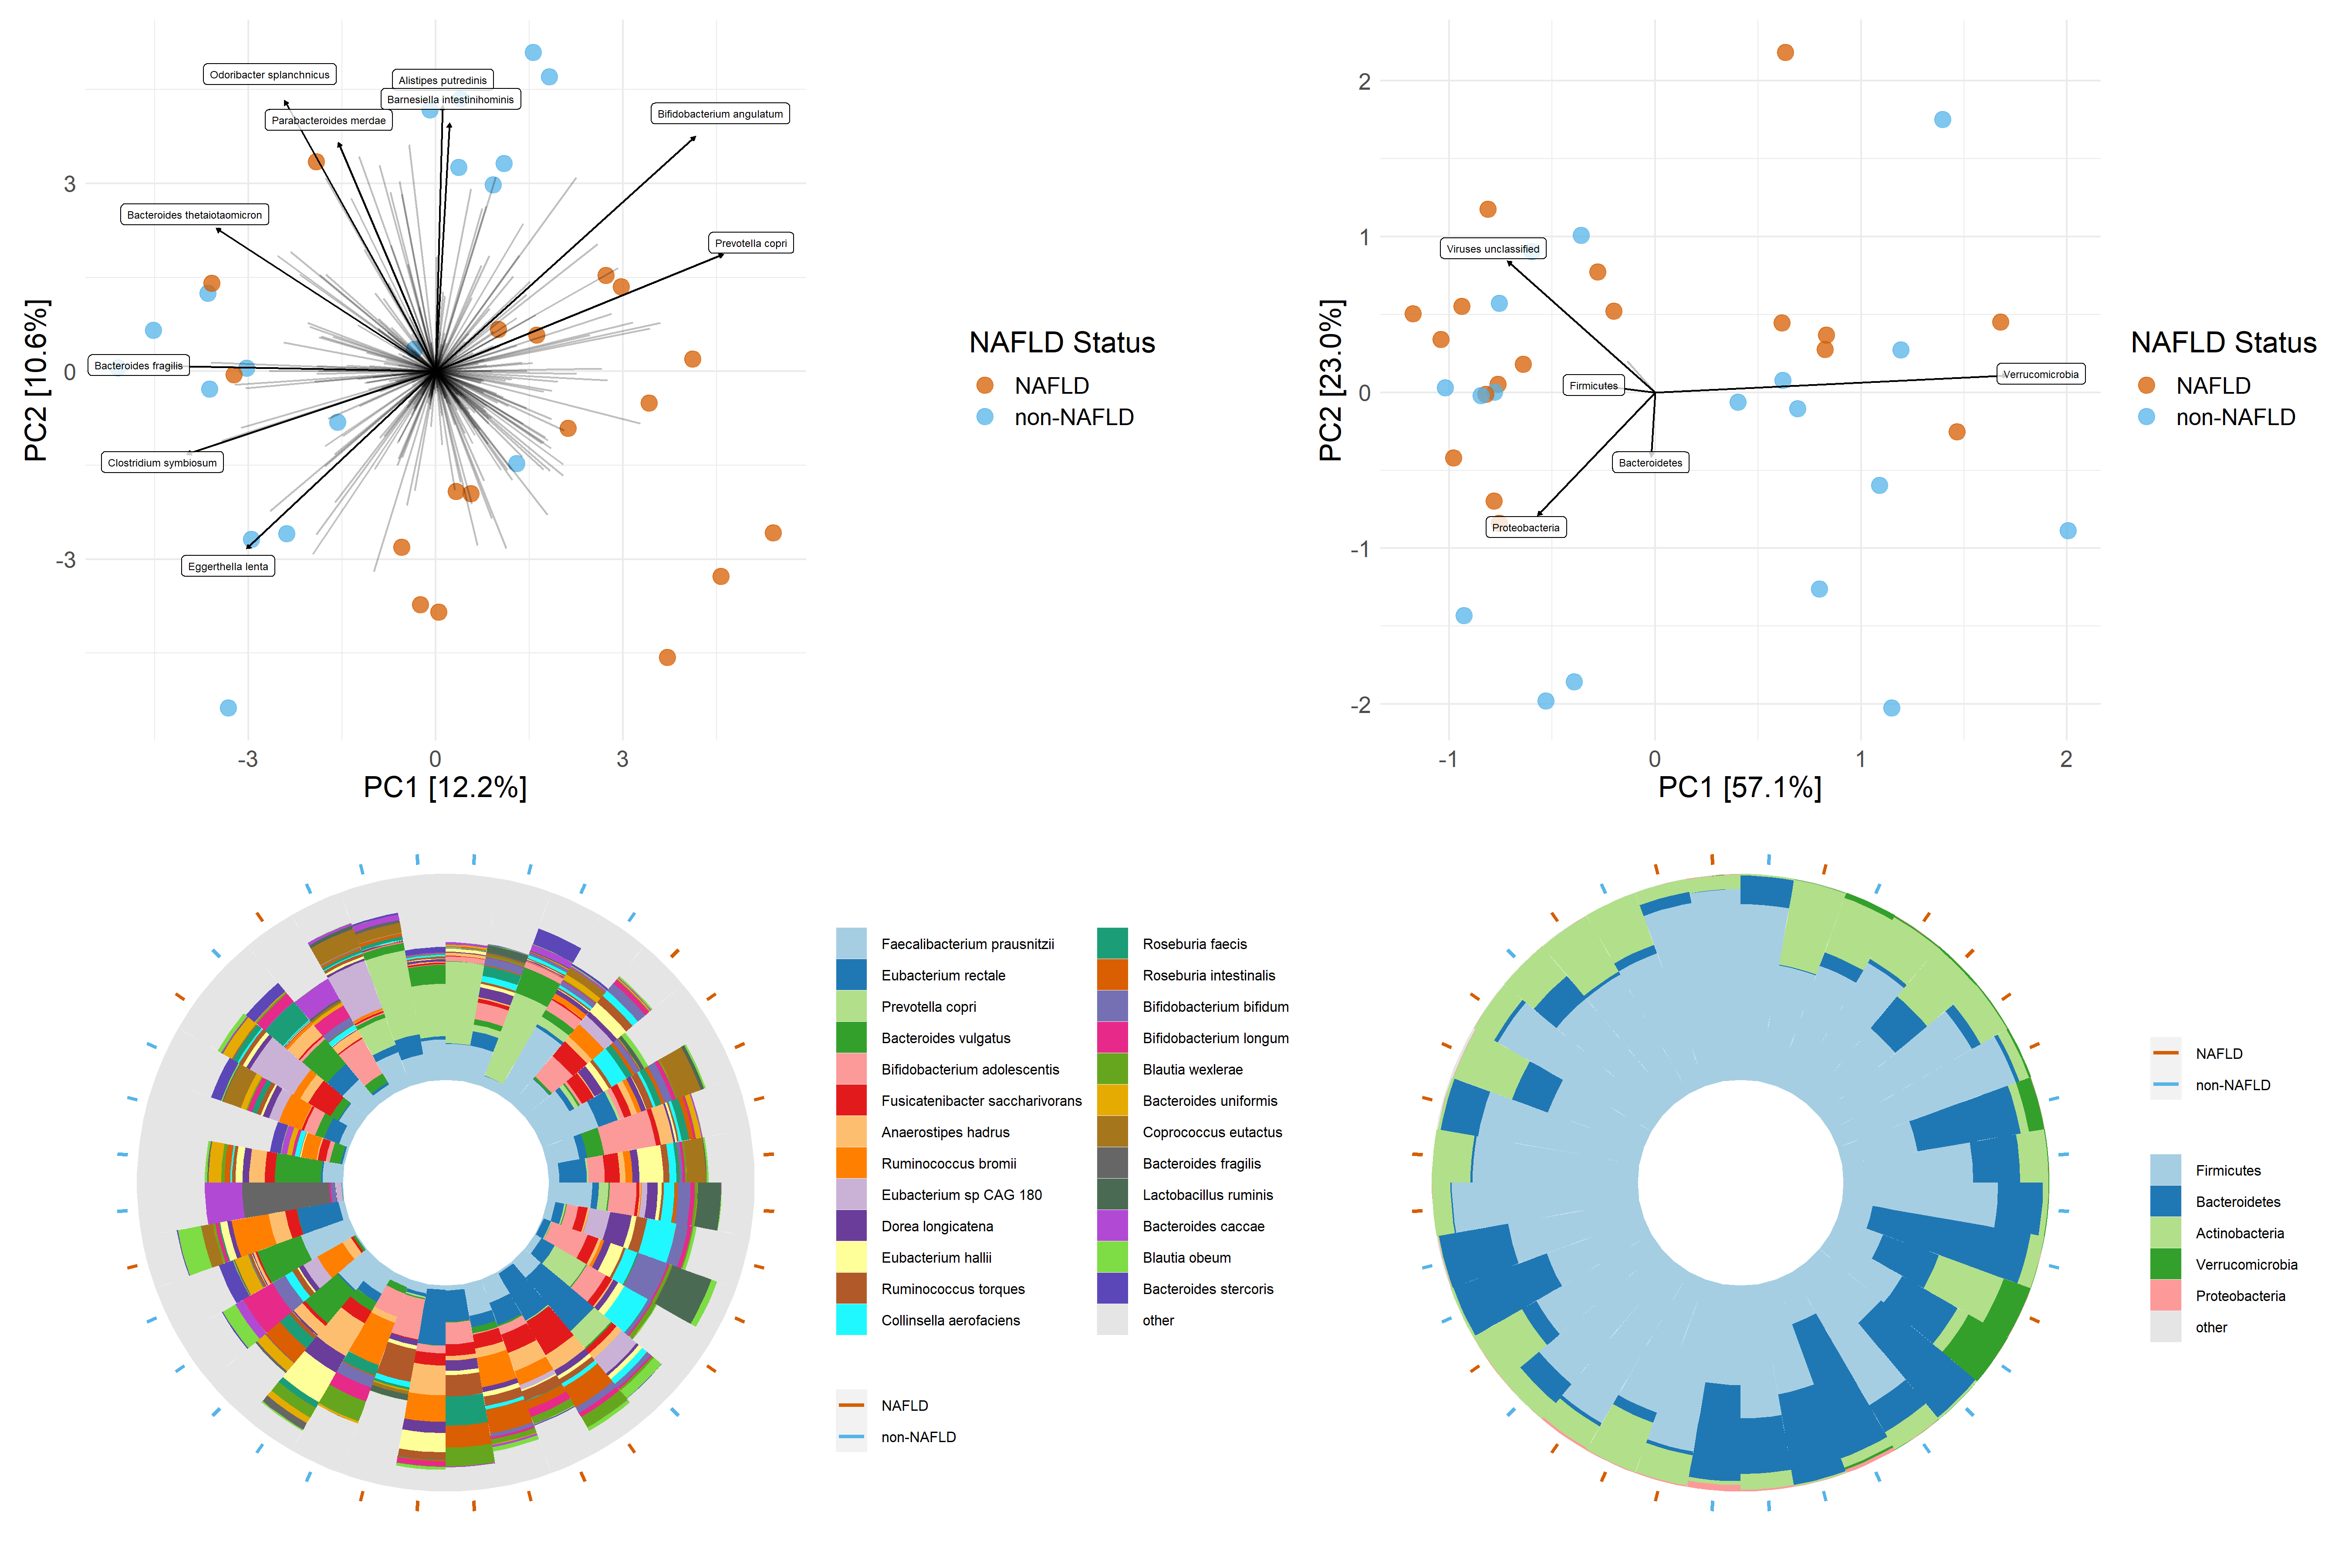 Odoribacter splanchnicus
Alistipes putredinis
Barnesiella intestinihominis
Parabacteroides merdae
Bifidobacterium angulatum
Bacteroides thetaiotaomicron
Prevotella copri
Bacteroides fragilis
Clostridium symbiosum
Eggerthella lenta
3
0
-3
PC2 [10.6%]
-3
0
3
PC1 [12.2%]
NAFLD Status
NAFLD
non-NAFLD
Viruses unclassified
Firmicutes
Verrucomicrobia
Bacteroidetes
Proteobacteria
2
1
0
-1
-2
PC2 [23.0%]
-1
0
1
2
PC1 [57.1%]
NAFLD Status
NAFLD
non-NAFLD
Faecalibacterium prausnitzii
Eubacterium rectale
Prevotella copri
Bacteroides vulgatus
Bifidobacterium adolescentis
Fusicatenibacter saccharivorans
Anaerostipes hadrus
Ruminococcus bromii
Eubacterium sp CAG 180
Dorea longicatena
Eubacterium hallii
Ruminococcus torques
Collinsella aerofaciens
Roseburia faecis
Roseburia intestinalis
Bifidobacterium bifidum
Bifidobacterium longum
Blautia wexlerae
Bacteroides uniformis
Coprococcus eutactus
Bacteroides fragilis
Lactobacillus ruminis
Bacteroides caccae
Blautia obeum
Bacteroides stercoris
other
NAFLD
non-NAFLD
NAFLD
non-NAFLD
Firmicutes
Bacteroidetes
Actinobacteria
Verrucomicrobia
Proteobacteria
other